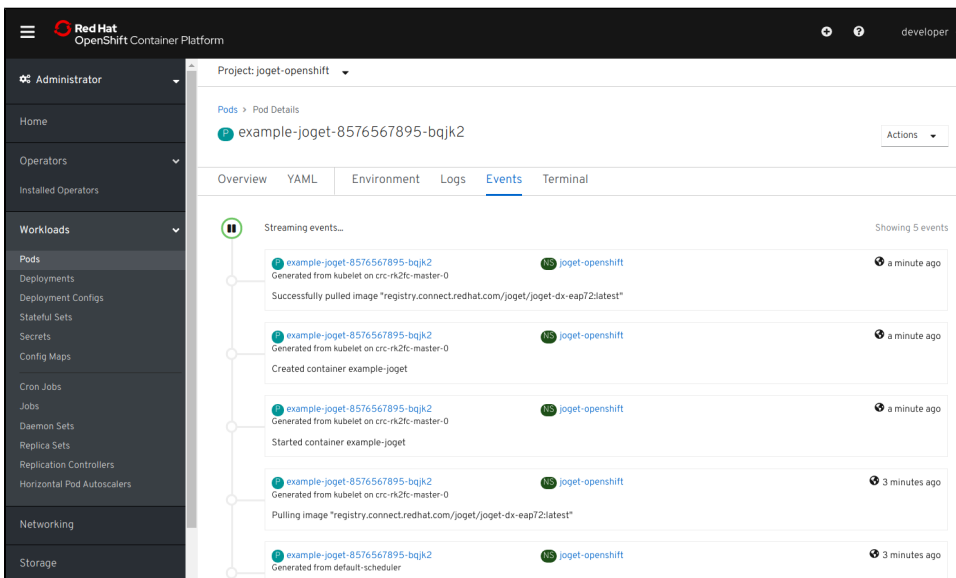 Red Hat
OpenShift Container Platform
developer
Administrator
Home
Operators
Installed Operators
Workloads
Pods
Deployments
Deployment Configs
Stateful Sets
Secrets
Config Maps
Cron Jobs
Jobs
Daemon Sets
Replica Sets
Replication Controllers
Horizontal Pod Autoscalers
Networking
Storage
Project: joget-openshift
Pods > Pod Details
P example-joget-8576567895-bqjk2
Actions
Overview YAML Environment Logs Events Terminal
Streaming events...
Showing 5 events
P example-joget-8576567895-bqjk2 NS joget-openshift a minute ago
Generated from kubelet on crc-rk2fc-master-0
Successfully pulled image "registry.connect.redhat.com/joget/joget-dx-eap72:latest"
P example-joget-8576567895-bqjk2 NS joget-openshift a minute ago
Generated from kubelet on crc-rk2fc-master-0
Created container example-joget
P example-joget-8576567895-bqjk2 NS joget-openshift a minute ago
Generated from kubelet on crc-rk2fc-master-0
Started container example-joget
P example-joget-8576567895-bqjk2 NS joget-openshift 3 minutes ago
Generated from kubelet on crc-rk2fc-master-0
Pulling image "registry.connect.redhat.com/joget/joget-dx-eap72:latest"
P example-joget-8576567895-bqjk2 NS joget-openshift 3 minutes ago
Generated from default-scheduler